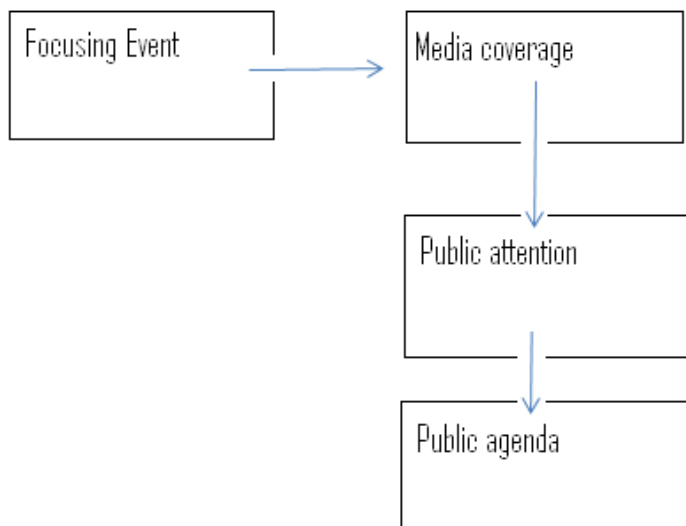 Focusing Event
Media coverage
Public attention
Public agenda